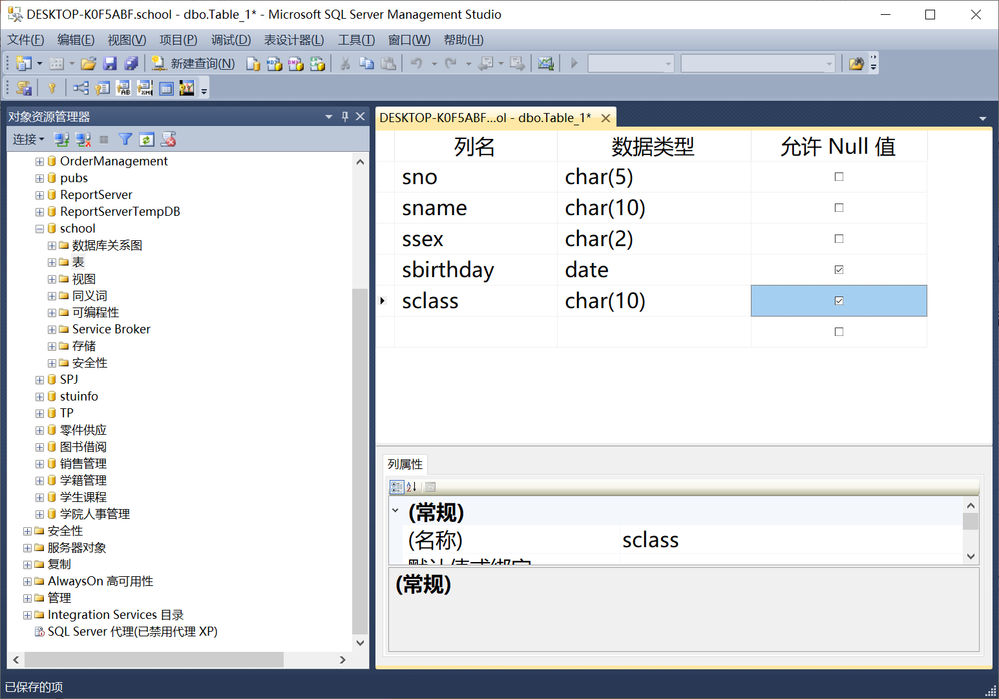 DESKTOP-K0F5ABF.school - dbo.Table_1* - Microsoft SQL Server Management Studio
文件(F) 编辑(E) 视图(V) 项目(P) 调试(D) 表设计器(L) 工具(T) 窗口(W) 帮助(H)
新建查询(N)
对象资源管理器
连接
OrderManagement
pubs
ReportServer
ReportServerTempDB
school
数据库关系图
表
视图
同义词
可编程性
Service Broker
存储
安全性
SPJ
stuinfo
TP
零件供应
图书借阅
销售管理
学籍管理
学生课程
学院人事管理
安全性
服务器对象
复制
AlwaysOn 高可用性
管理
Integration Services 目录
SQL Server 代理(已禁用代理 XP)
DESKTOP-K0F5ABF...ol - dbo.Table_1*
列名 数据类型 允许 Null 值
sno char(5)
sname char(10)
ssex char(2)
sbirthday date
sclass char(10)
列属性
(常规)
(名称) sclass
默认值或绑定
(常规)
已保存的项